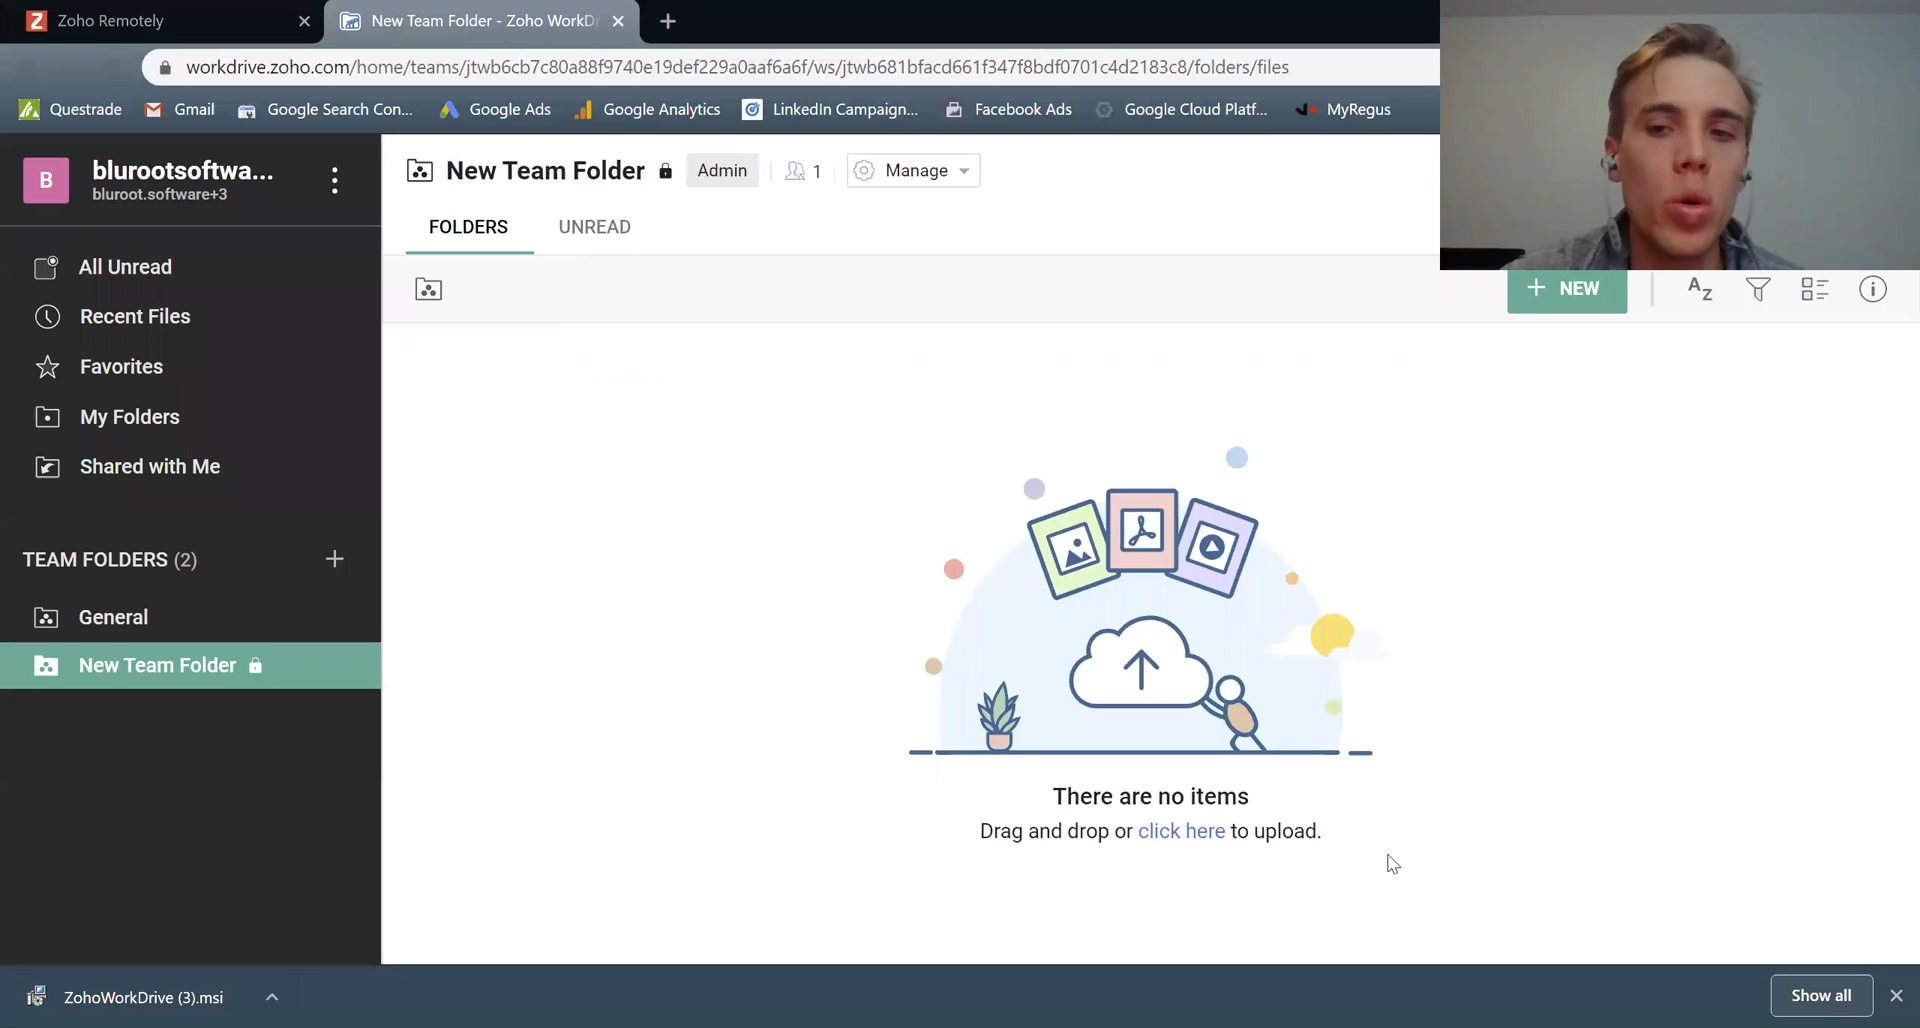 Zoho Remotely
New Team Folder - Zoho WorkD
workdrive.zoho.com/home/teams/jtwb6cb7c80a88f9740e19def229a0aaf6a6f/ws/jtwb681bfacd661f347f8bdf0701c4d2183c8/folders/files
Questrade
Gmail
Google Search Con...
Google Ads
Google Analytics
LinkedIn Campaign...
Facebook Ads
Google Cloud Platf...
MyRegus
B
blurootsoftwa...
bluroot.software+3
All Unread
Recent Files
Favorites
My Folders
Shared with Me
TEAM FOLDERS (2)
General
New Team Folder
New Team Folder
Admin
1
Manage
FOLDERS
UNREAD
+ NEW
AZ
There are no items
Drag and drop or click here to upload.
ZohoWorkDrive (3).msi
Show all